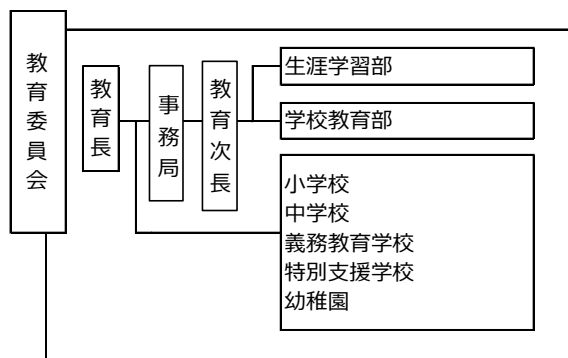 教育委員会
教育長
事務局
教育次長
生涯学習部
学校教育部
小学校
中学校
義務教育学校
特別支援学校
幼稚園